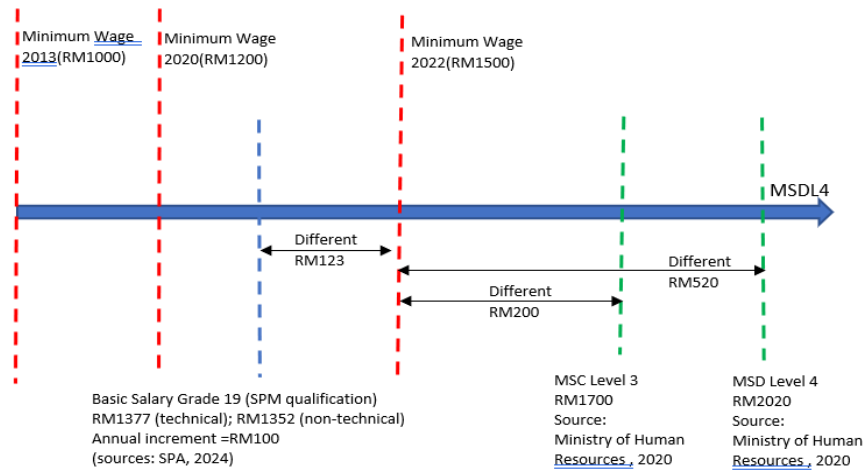 Minimum Wage
2013(RM1000)
Minimum Wage
2020(RM1200)
Minimum Wage
2022(RM1500)
MSDL4
Different
RM123
Different
RM520
Different
RM200
Basic Salary Grade 19 (SPM qualification)
RM1377 (technical); RM1352 (non-technical)
Annual increment =RM100
(sources: SPA, 2024)
MSC Level 3
RM1700
Source:
Ministry of Human
Resources , 2020
MSD Level 4
RM2020
Source:
Ministry of Human
Resources , 2020